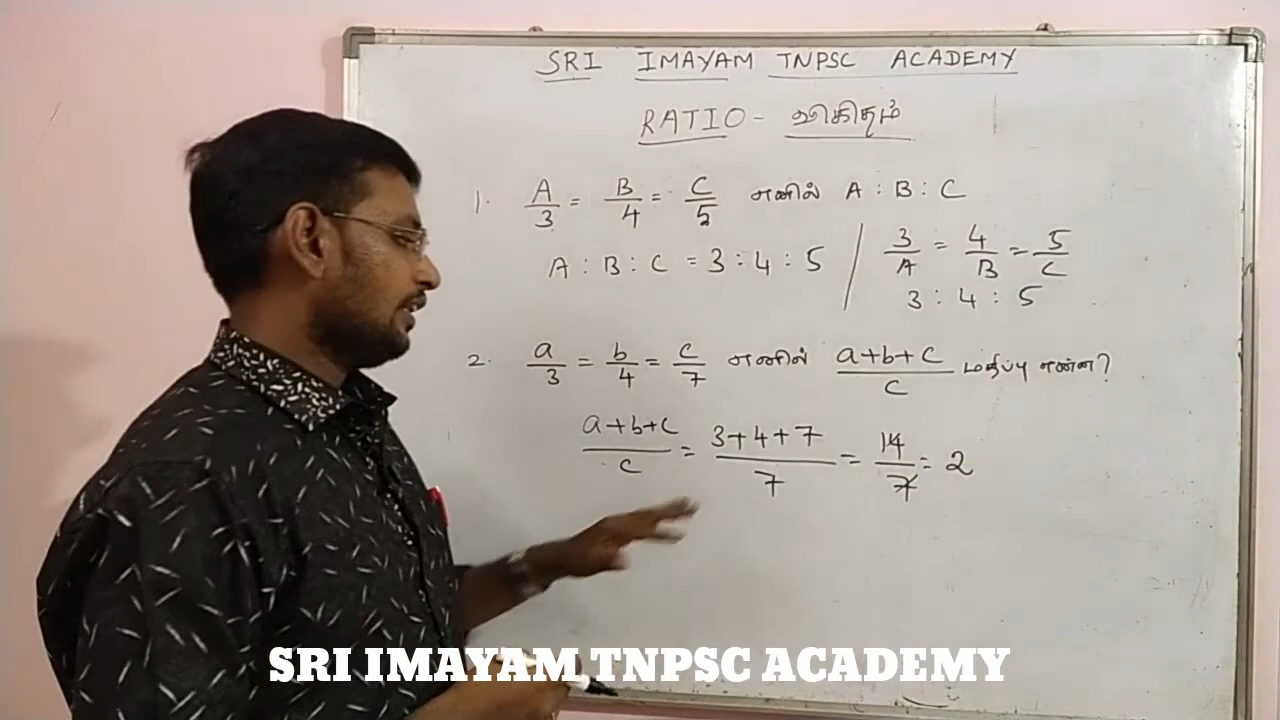 SRI IMAYAM TNPSC ACADEMY
RATIO - விகிதம்
1. A/3 = B/4 = C/5 எனில் A : B : C
A : B : C = 3 : 4 : 5 / 3/A = 4/B = 5/C
3 : 4 : 5
2. a/3 = b/4 = c/7 எனில் a+b+c/c மதிப்பு என்ன?
a+b+c/c = 3+4+7/7 = 14/7 = 2
SRI IMAYAM TNPSC ACADEMY